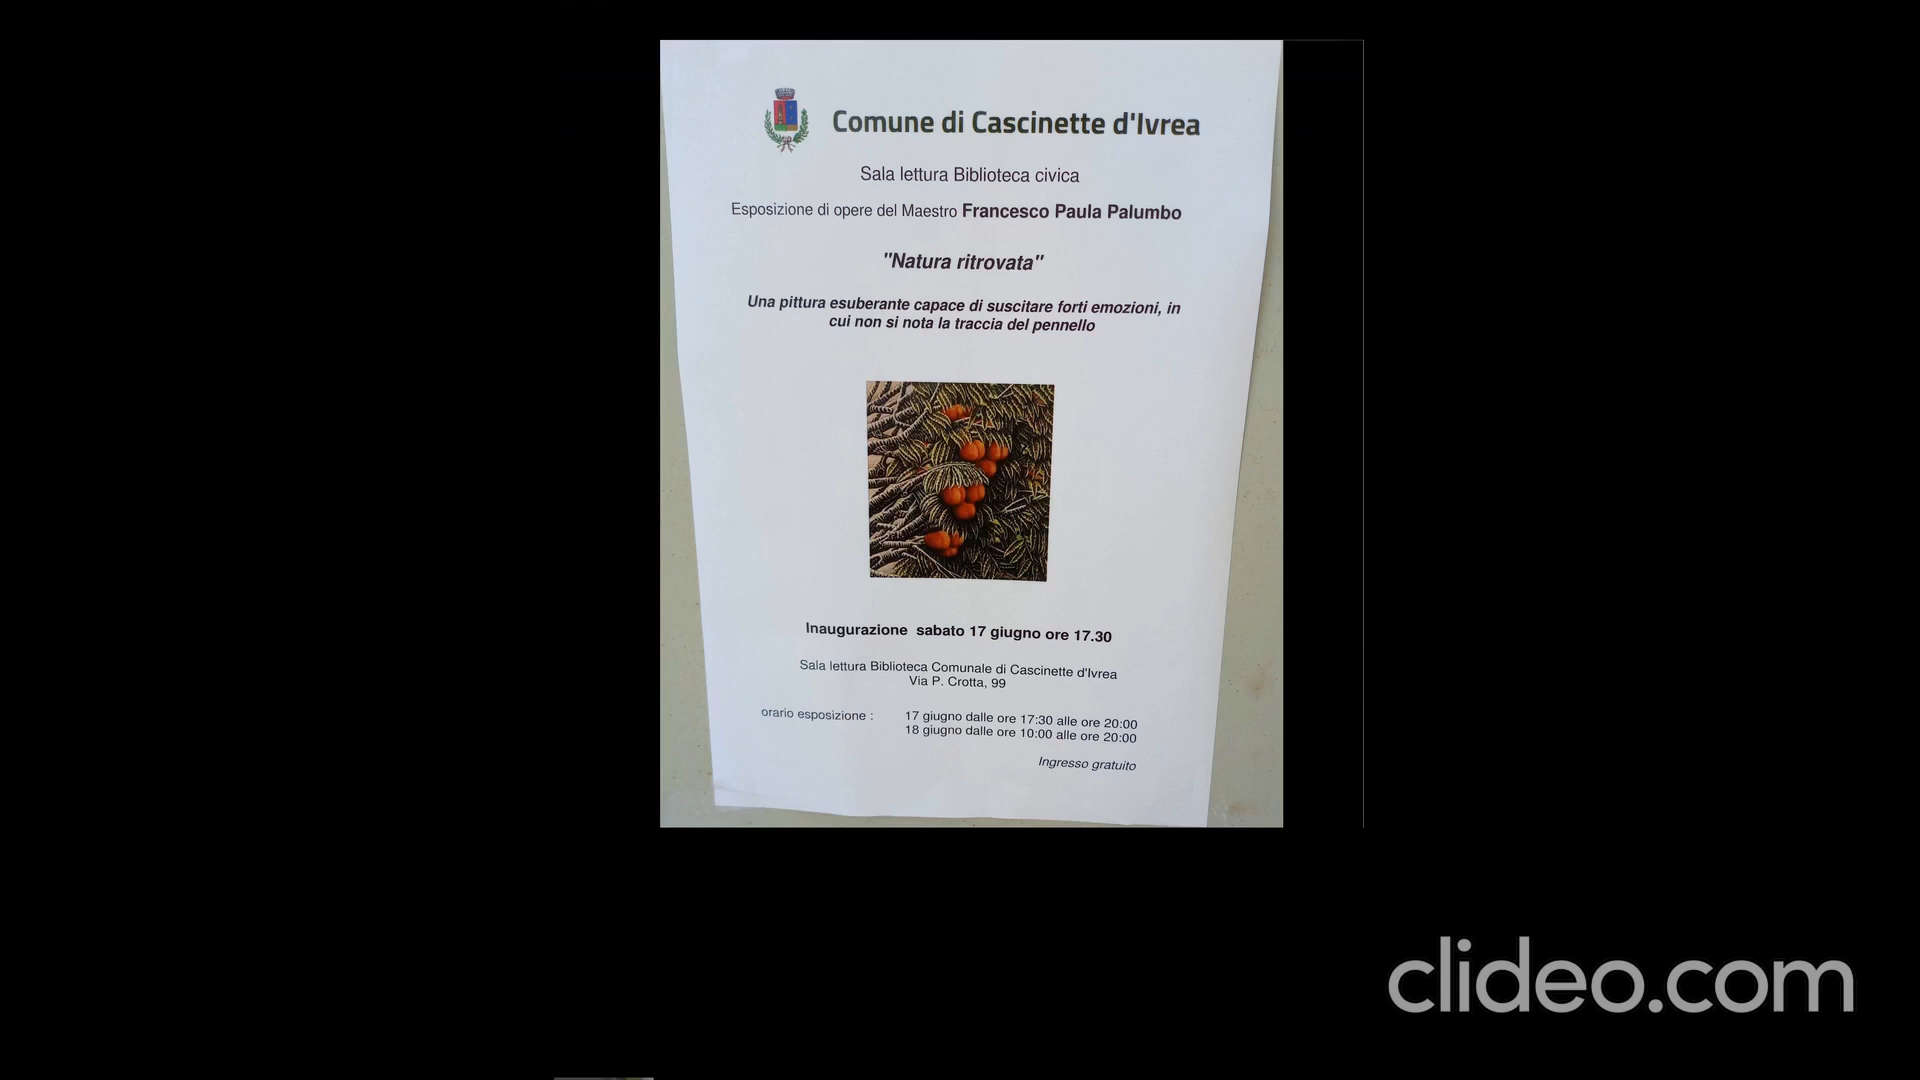 Comune di Cascinette d'Ivrea
Sala lettura Biblioteca civica
Esposizione di opere del Maestro Francesco Paula Palumbo
"Natura ritrovata"
Una pittura esuberante capace di suscitare forti emozioni, in
cui non si nota la traccia del pennello
Inaugurazione sabato 17 giugno ore 17.30
Sala lettura Biblioteca Comunale di Cascinette d'Ivrea
Via P. Crotta, 99
orario esposizione : 17 giugno dalle ore 17:30 alle ore 20:00
18 giugno dalle ore 10:00 alle ore 20:00
Ingresso gratuito
clideo.com